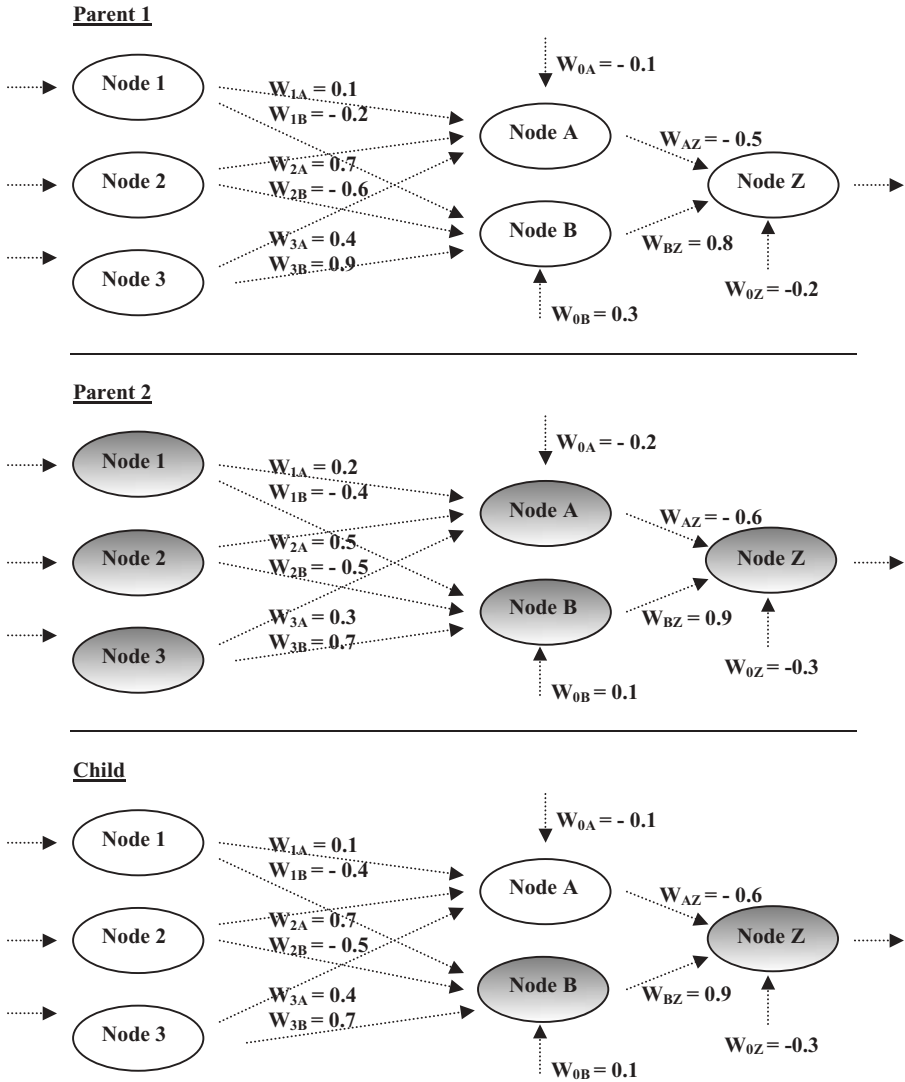 Parent 1
Node 1
W1A = 0.1
W1B = - 0.2
W0A = - 0.1
Node A
Node 2
W2A = 0.7
W2B = - 0.6
WAZ = - 0.5
Node Z
Node B
Node 3
W3A = 0.4
W3B = 0.9
WBZ = 0.8
W0Z = -0.2
W0B = 0.3
Parent 2
Node 1
W1A = 0.2
W1B = - 0.4
W0A = - 0.2
Node A
Node 2
W2A = 0.5
W2B = - 0.5
WAZ = - 0.6
Node Z
Node B
Node 3
W3A = 0.3
W3B = 0.7
WBZ = 0.9
W0Z = -0.3
W0B = 0.1
Child
Node 1
W1A = 0.1
W1B = - 0.4
W0A = - 0.1
Node A
Node 2
W2A = 0.7
W2B = - 0.5
WAZ = - 0.6
Node Z
Node B
Node 3
W3A = 0.4
W3B = 0.7
WBZ = 0.9
W0Z = -0.3
W0B = 0.1